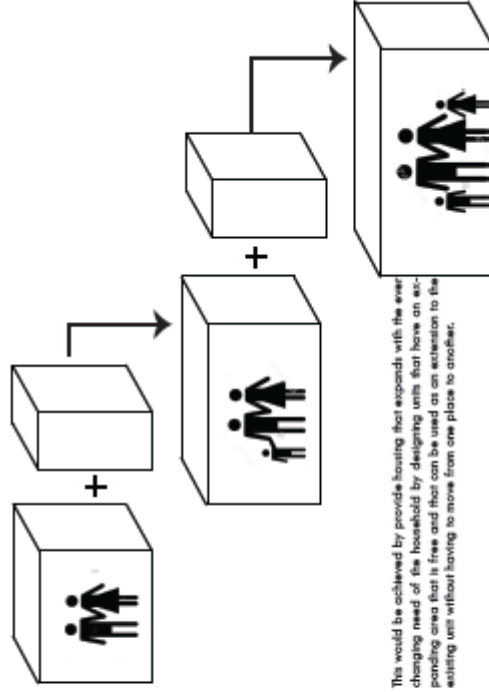 +
+
This would be achieved by provide housing that expands with the ever
changing need of the household by designing units that have an ex-
panding area that is free and that can be used as an extension to the
existing unit without having to move from one place to another.